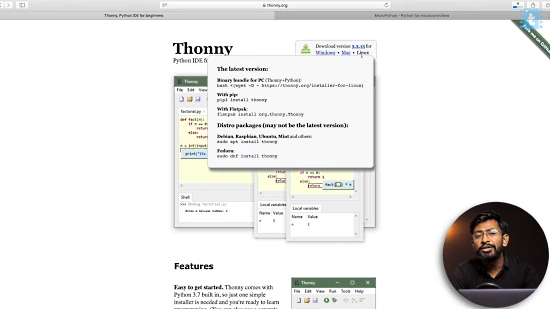 thonny.org
Thonny, Python IDE for beginners
MicroPython - Python for microcontrollers
Thonny
Python IDE for
Download version 3.3.13 for
Windows • Mac • Linux
The latest version:
Binary bundle for PC (Thonny+Python):
bash <(wget -O - https://thonny.org/installer-for-linux)
With pip:
pip3 install thonny
With Flatpak:
flatpak install org.thonny.Thonny
Distro packages (may not be the latest version):
Debian, Raspbian, Ubuntu, Mint and others:
sudo apt install thonny
Fedora:
sudo dnf install thonny
Thonny
File Edit
factorial.py
def fact(n):
if n == 0:
return
else:
return
n = int(input
print("Its
Shell
>>> %Debug factorial.py
Enter a natural number: 3
else:
return
fact( ) * n
Local variables
Name Value
n 3
Local variables
Name Value
n 2
Features
Easy to get started. Thonny comes with
Python 3.7 built in, so just one simple
installer is needed and you're ready to learn
Thonny
File Edit View Run Tools Help